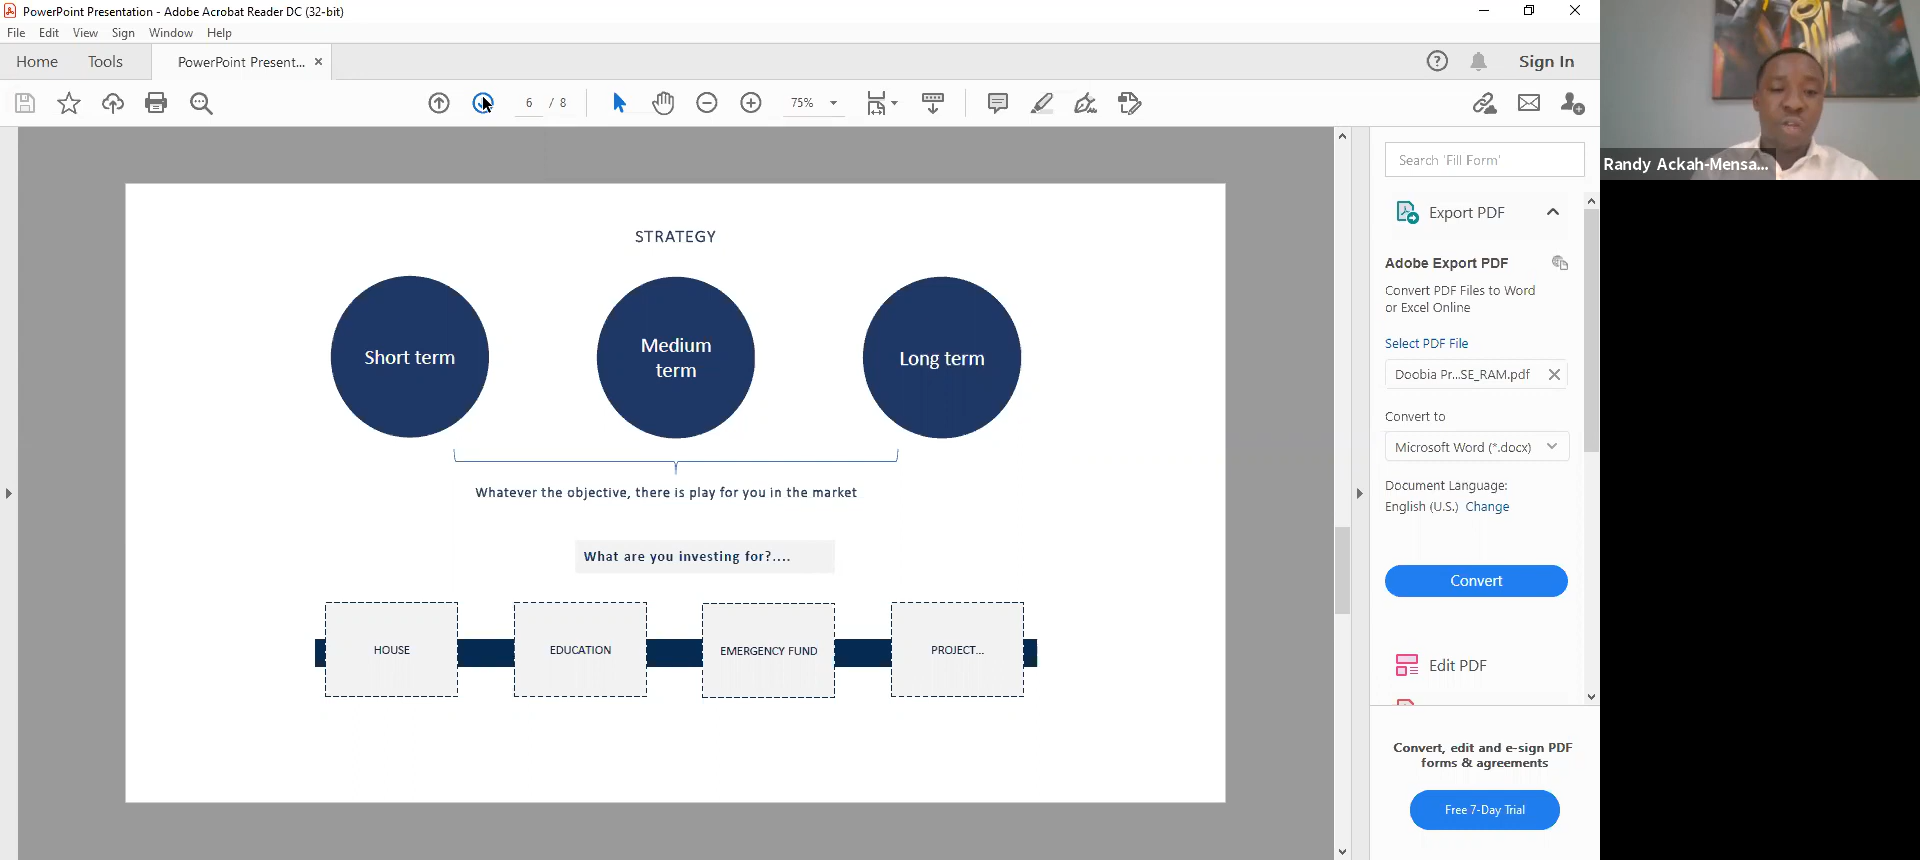 PowerPoint Presentation - Adobe Acrobat Reader DC (32-bit)
File Edit View Sign Window Help
Home Tools PowerPoint Present... Sign In
6 / 8 75%
Randy Ackah-Mensa...
Search 'Fill Form'
Export PDF
Adobe Export PDF
Convert PDF Files to Word
or Excel Online
Select PDF File
Doobia Pr...SE_RAM.pdf
Convert to
Microsoft Word (*.docx)
Document Language:
English (U.S.) Change
Convert
Edit PDF
Convert, edit and e-sign PDF
forms & agreements
Free 7-Day Trial
STRATEGY
Short term
Medium
term
Long term
Whatever the objective, there is play for you in the market
What are you investing for?....
HOUSE
EDUCATION
EMERGENCY FUND
PROJECT...